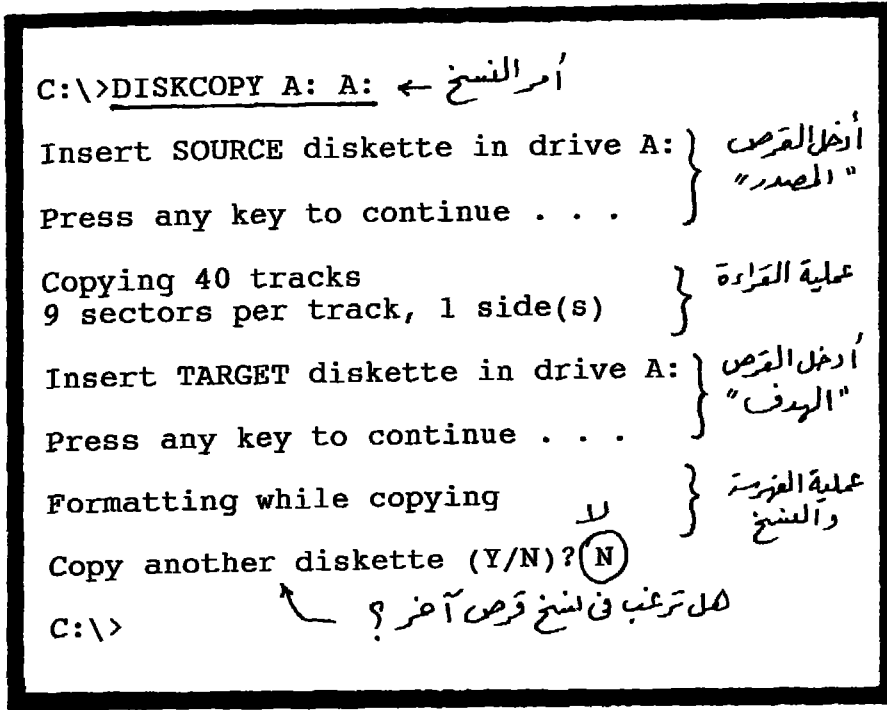 C:\>DISKCOPY A: A: ← أمر النسخ
Insert SOURCE diskette in drive A: } أدخل القرص
"المصدر"
Press any key to continue . . .
Copying 40 tracks
عملية القراءة
9 sectors per track, 1 side(s)
Insert TARGET diskette in drive A: } أدخل القرص
"الهدف"
Press any key to continue . . .
Formatting while copying } عملية الفهرسة
والنسخ
لا
Copy another diskette (Y/N)? N
هل ترغب فى نسخ قرص آخر ؟
C:\>